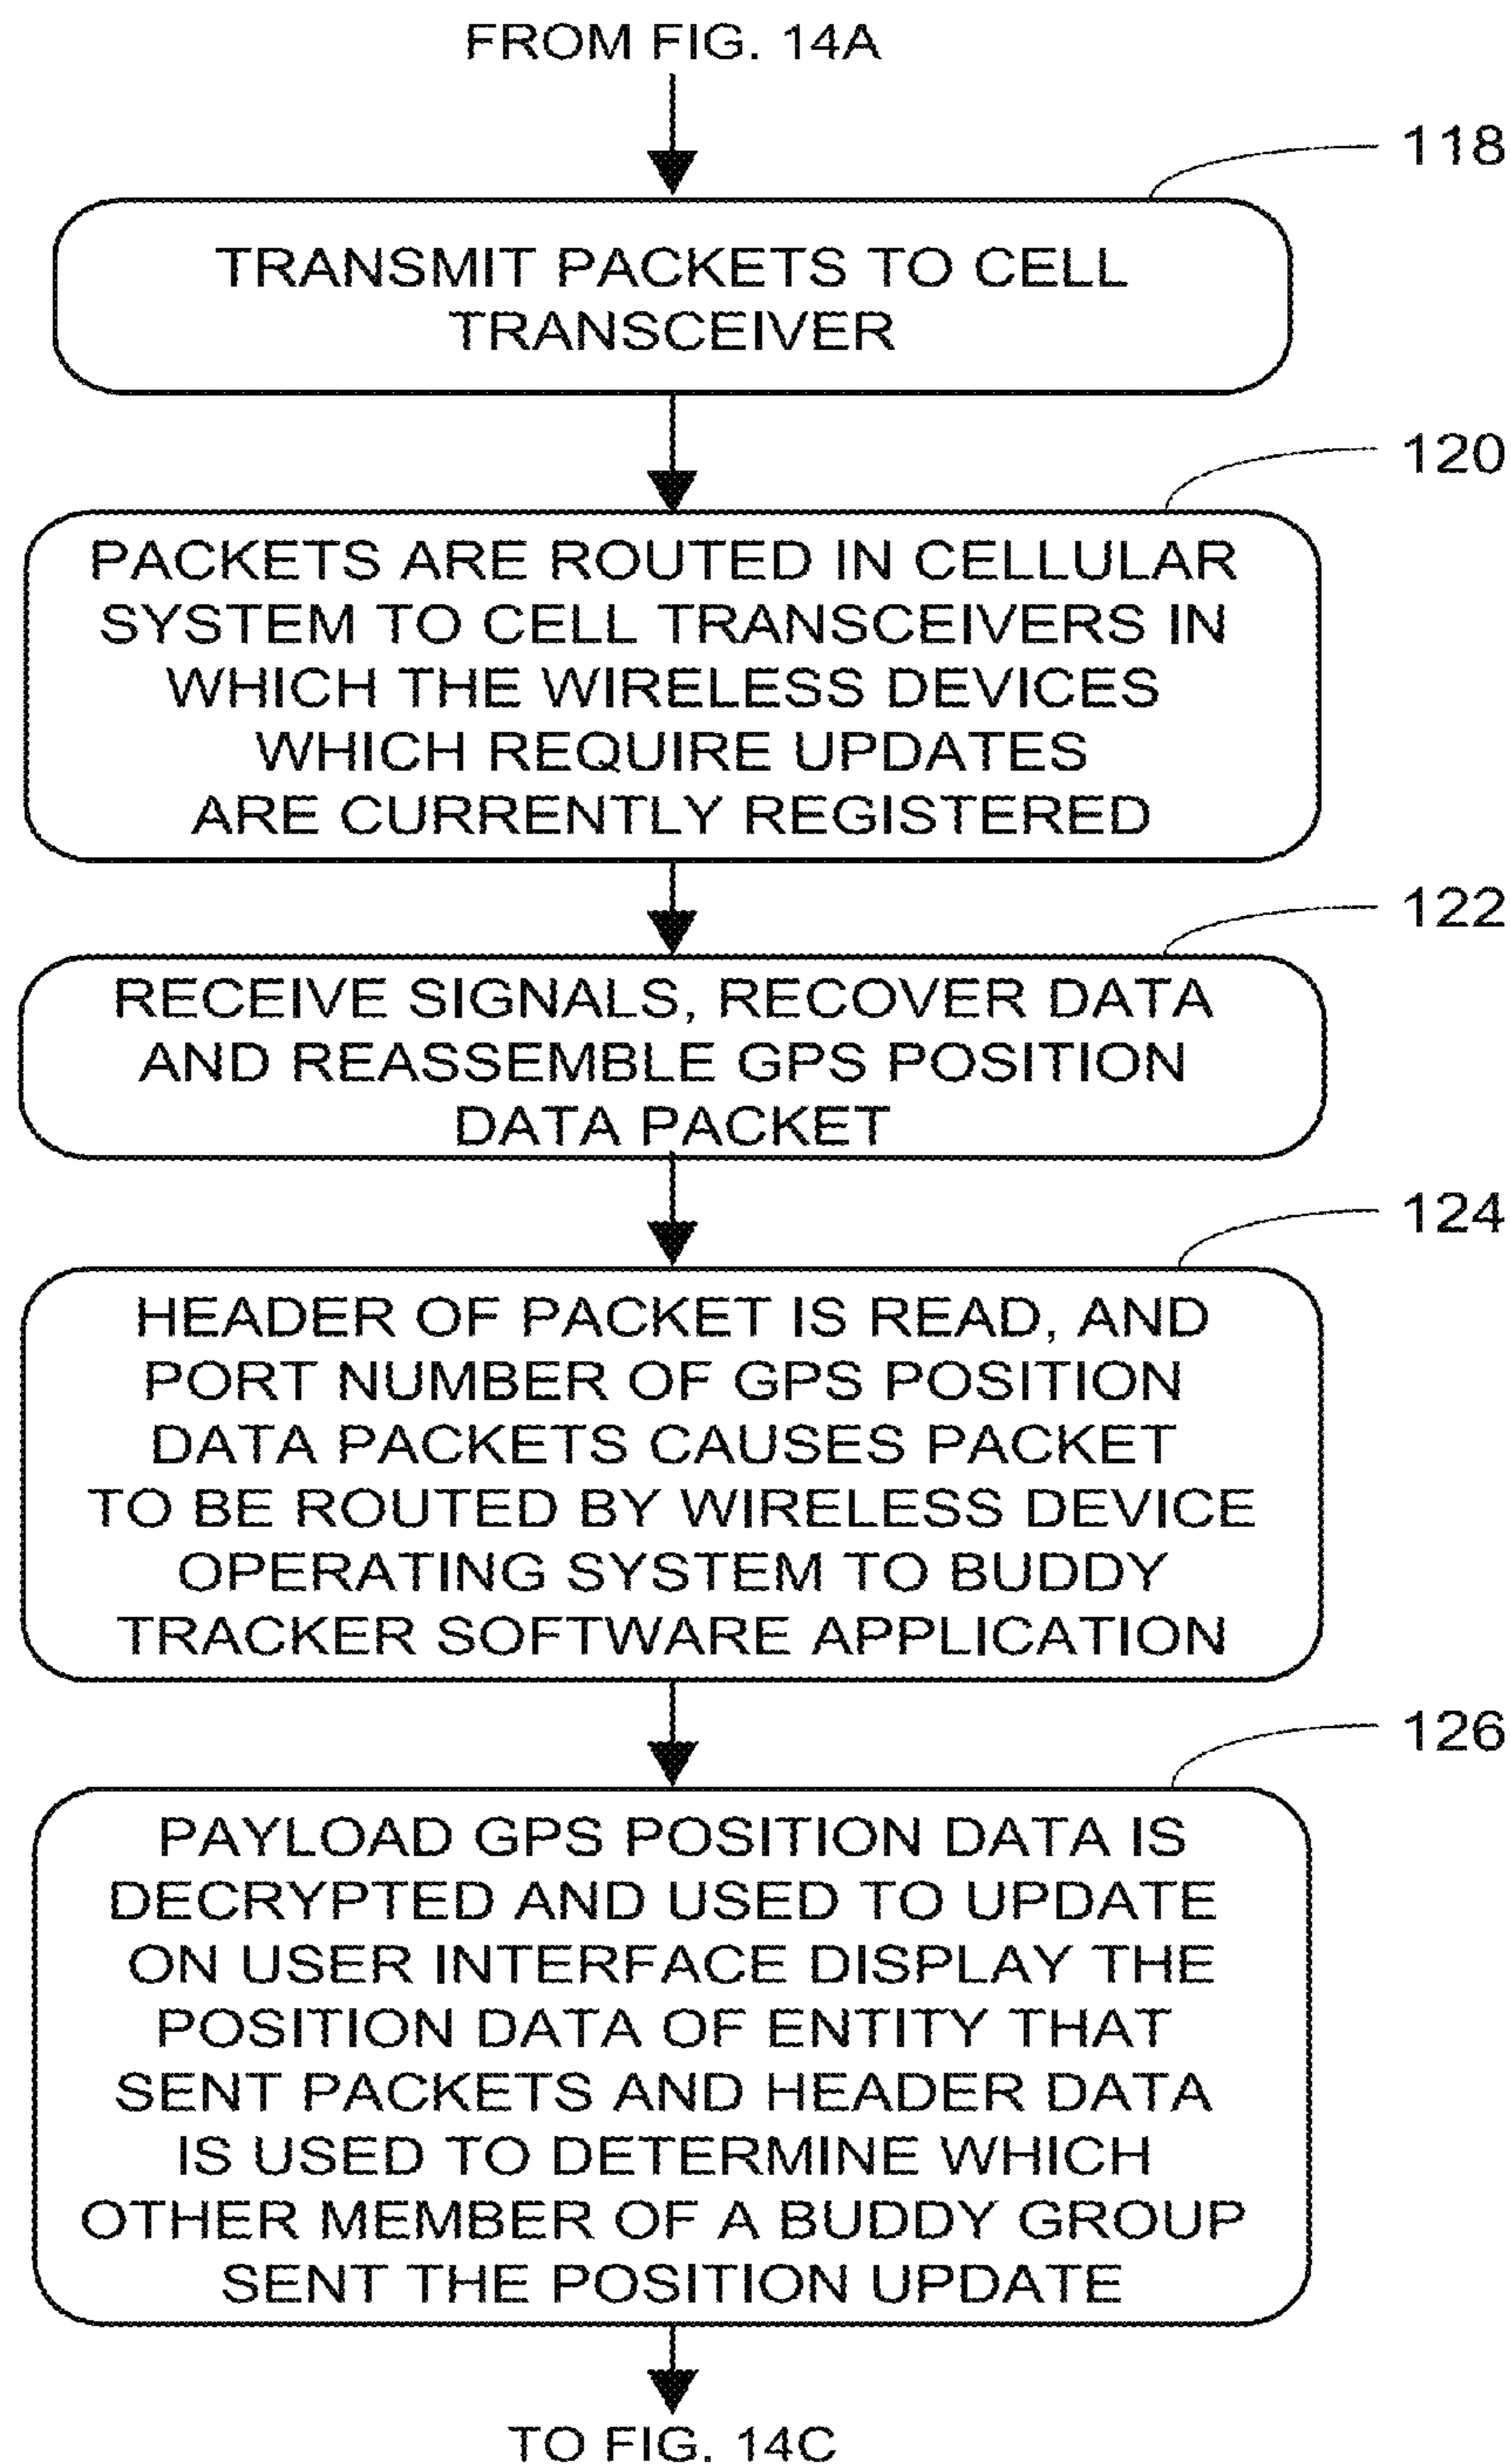 FROM FIG. 14A
118
TRANSMIT PACKETS TO CELL
TRANSCEIVER
120
PACKETS ARE ROUTED IN CELLULAR
SYSTEM TO CELL TRANSCEIVERS IN
WHICH THE WIRELESS DEVICES
WHICH REQUIRE UPDATES
ARE CURRENTLY REGISTERED
122
RECEIVE SIGNALS, RECOVER DATA
AND REASSEMBLE GPS POSITION
DATA PACKET
124
HEADER OF PACKET IS READ, AND
PORT NUMBER OF GPS POSITION
DATA PACKETS CAUSES PACKET
TO BE ROUTED BY WIRELESS DEVICE
OPERATING SYSTEM TO BUDDY
TRACKER SOFTWARE APPLICATION
126
PAYLOAD GPS POSITION DATA IS
DECRYPTED AND USED TO UPDATE
ON USER INTERFACE DISPLAY THE
POSITION DATA OF ENTITY THAT
SENT PACKETS AND HEADER DATA
IS USED TO DETERMINE WHICH
OTHER MEMBER OF A BUDDY GROUP
SENT THE POSITION UPDATE
TO FIG. 14C